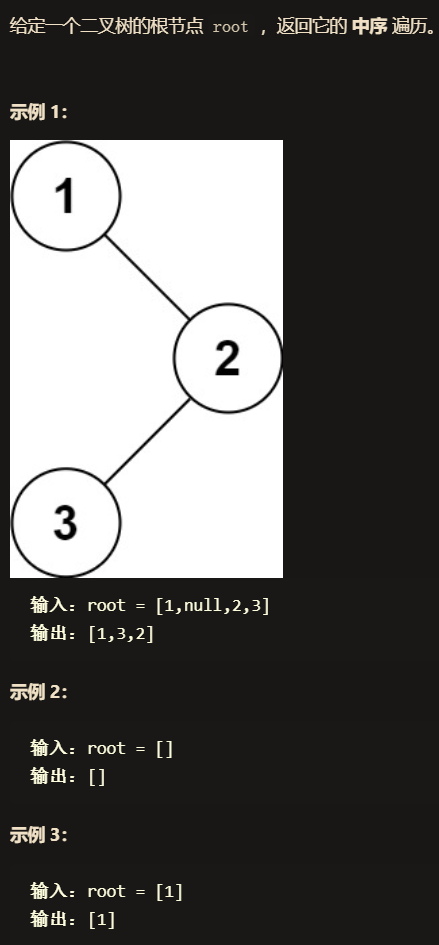 给定一个二叉树的根节点 root ，返回它的 中序 遍历。
示例 1：
1
2
3
输入：root = [1,null,2,3]
输出：[1,3,2]
示例 2：
输入：root = []
输出：[]
示例 3：
输入：root = [1]
输出：[1]